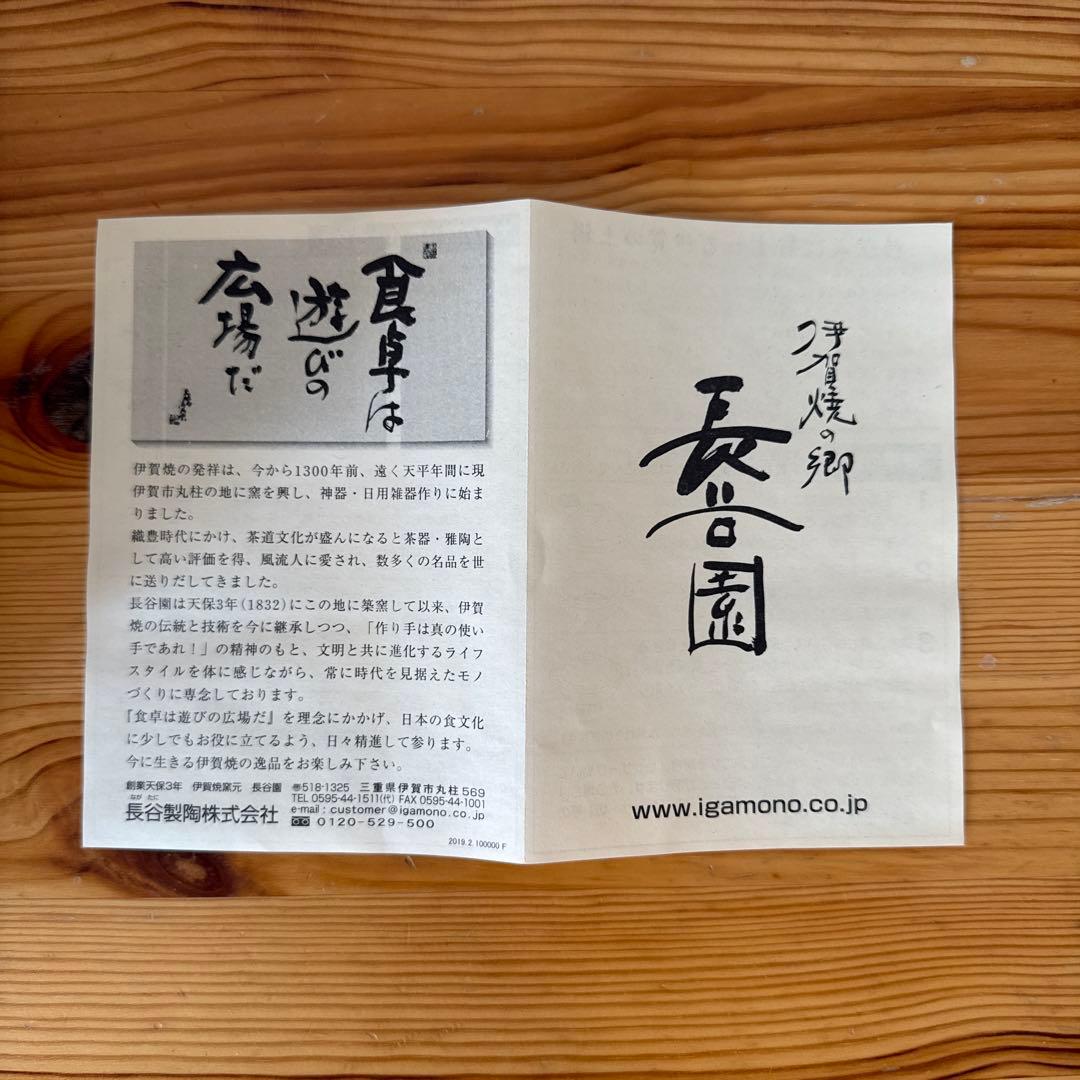 食卓は
遊びの
広場だ
伊賀焼の発祥は、今から1300年前、遠く天平年間に現
伊賀市丸柱の地に窯を興し、神器・日用雑器作りに始ま
りました。
織豊時代にかけ、茶道文化が盛んになると茶器・雅陶と
して高い評価を得、風流人に愛され、数多くの名品を世
に送りだしてきました。
長谷園は天保3年(1832)にこの地に築窯して以来、伊賀
焼の伝統と技術を今に継承しつつ、「作り手は真の使い
手であれ！」の精神のもと、文明と共に進化するライフ
スタイルを体に感じながら、常に時代を見据えたモノ
づくりに専念しております。
『食卓は遊びの広場だ』を理念にかかげ、日本の食文化
に少しでもお役に立てるよう、日々精進して参ります。
今に生きる伊賀焼の逸品をお楽しみ下さい。
創業天保3年 伊賀焼窯元 長谷園
ながたに
長谷製陶株式会社
〒518-1325 三重県伊賀市丸柱569
TEL 0595-44-1511(代) FAX 0595-44-1001
e-mail : customer@igamono.co.jp
0120-529-500
2019.2.100000 F
伊賀焼の郷
長谷園
www.igamono.co.jp